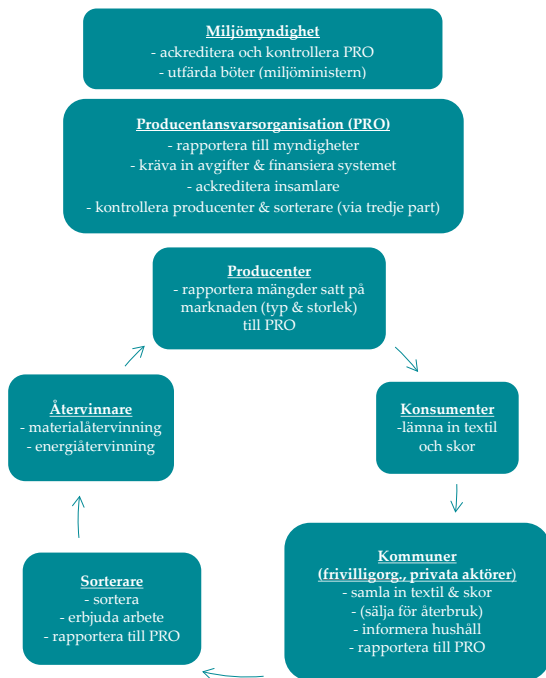 Miljömyndighet
- ackreditera och kontrollera PRO
- utfärda böter (miljöministern)
Producentansvarsorganisation (PRO)
- rapportera till myndigheter
- kräva in avgifter & finansiera systemet
- ackreditera insamlare
- kontrollera producenter & sorterare (via tredje part)
Producenter
- rapportera mängder satt på
marknaden (typ & storlek)
till PRO
Återvinnare
- materialåtervinning
- energiåtervinning
Konsumenter
-lämna in textil
och skor
Kommuner
(frivilligorg., privata aktörer)
- samla in textil & skor
- (sälja för återbruk)
- informera hushåll
- rapportera till PRO
Sorterare
- sortera
- erbjuda arbete
- rapportera till PRO